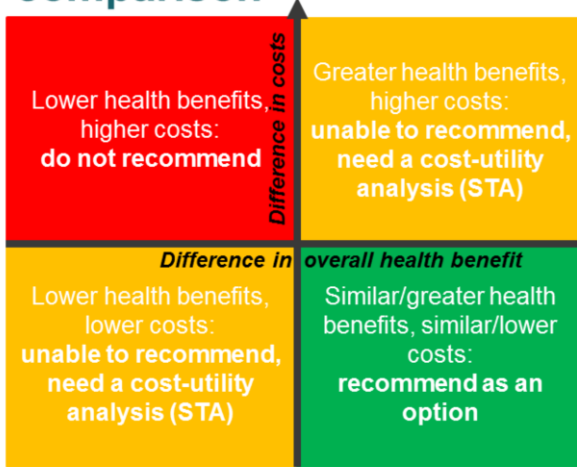 comparison
Lower health benefits,
higher costs:
do not recommend
Difference in costs
Greater health benefits,
higher costs:
unable to recommend,
need a cost-utility
analysis (STA)
Difference in overall health benefit
Lower health benefits,
lower costs:
unable to recommend,
need a cost-utility
analysis (STA)
Similar/greater health
benefits, similar/lower
costs:
recommend as an
option